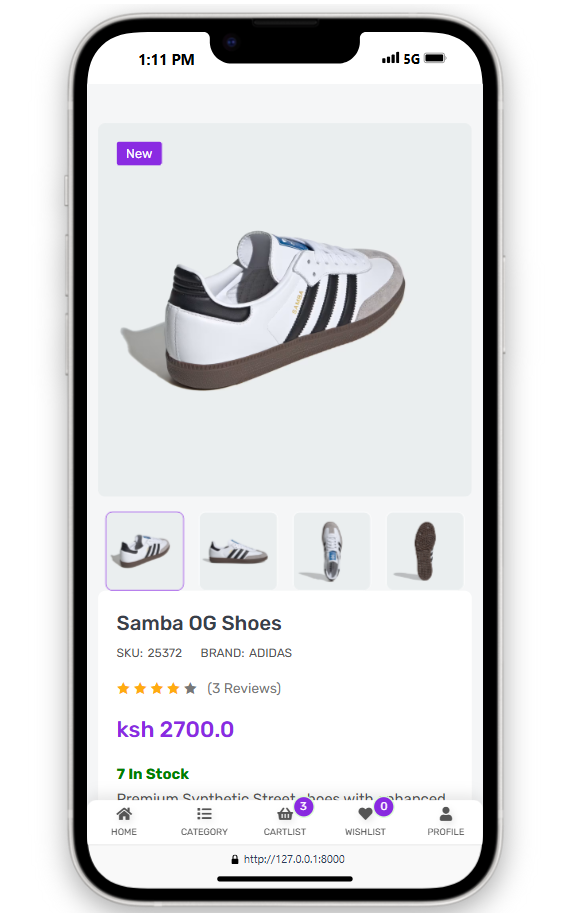 1:11 PM 5G
New
SAMBA
Samba OG Shoes
SKU: 25372 BRAND: ADIDAS
(3 Reviews)
ksh 2700.0
7 In Stock
Premium Synthetic Street shoes with enhanced
3 0
HOME CATEGORY CARTLIST WISHLIST PROFILE
http://127.0.0.1:8000